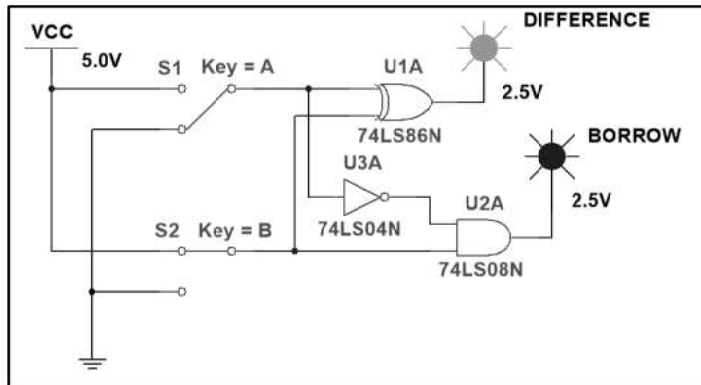 VCC
5.0V
S1
Key = A
U1A
74LS86N
DIFFERENCE
2.5V
U3A
74LS04N
BORROW
2.5V
S2
Key = B
U2A
74LS08N